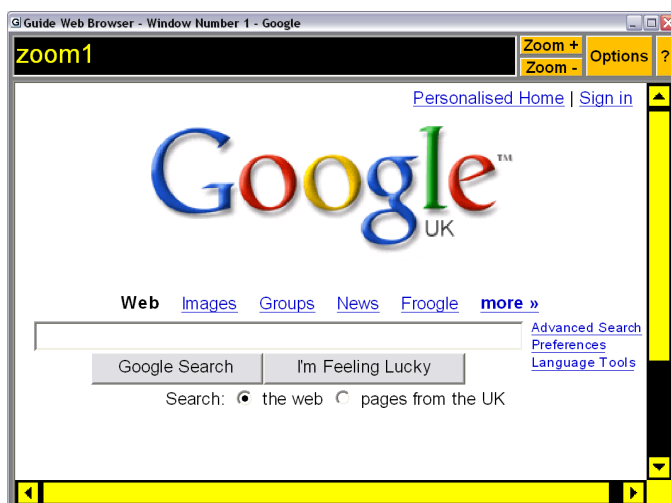 Guide Web Browser - Window Number 1 - Google
zoom1
Zoom +
Zoom -
Options
?
Personalised Home | Sign in
Google™
UK
Web Images Groups News Froogle more »
Advanced Search
Preferences
Language Tools
Google Search I'm Feeling Lucky
Search: the web pages from the UK